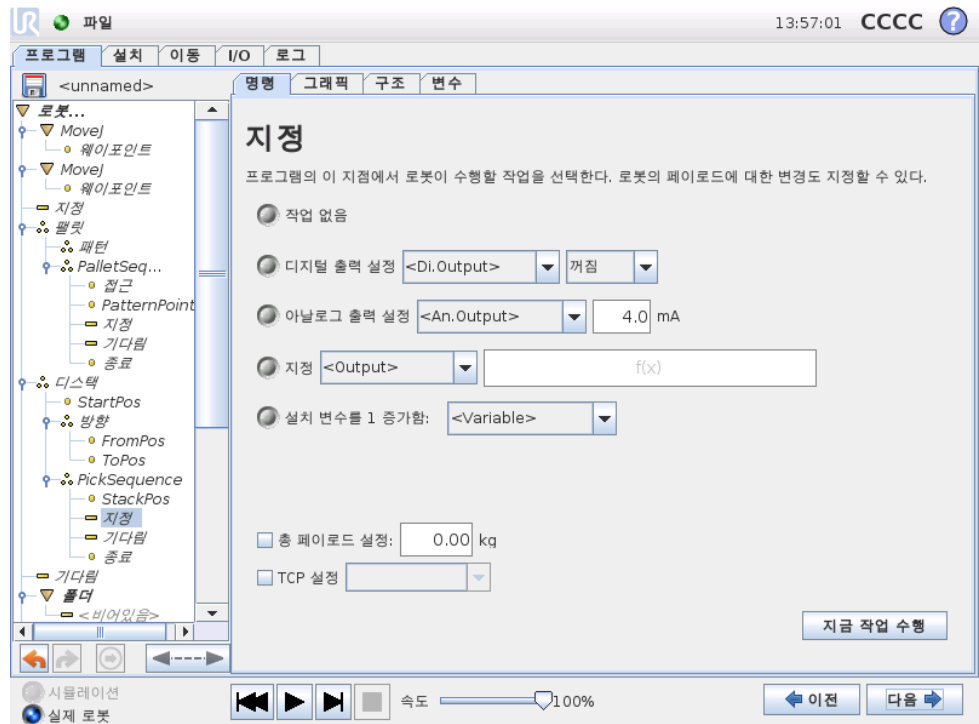 UR 파일 13:57:01 CCCC ?
프로그램 설치 이동 I/O 로그
<unnamed>
명령 그래픽 구조 변수
로봇...
MoveJ
웨이포인트
MoveJ
웨이포인트
지정
팰릿
패턴
PalletSeq...
접근
PatternPoint
지정
기다림
종료
디스택
StartPos
방향
FromPos
ToPos
PickSequence
StackPos
지정
기다림
종료
기다림
폴더
<비어있음>
지정
프로그램의 이 지점에서 로봇이 수행할 작업을 선택한다. 로봇의 페이로드에 대한 변경도 지정할 수 있다.
작업 없음
디지털 출력 설정 <Di.Output> 꺼짐
아날로그 출력 설정 <An.Output> 4.0 mA
지정 <Output> f(x)
설치 변수를 1 증가함: <Variable>
총 페이로드 설정: 0.00 kg
TCP 설정
지금 작업 수행
시뮬레이션
실제 로봇
속도 100%
이전 다음